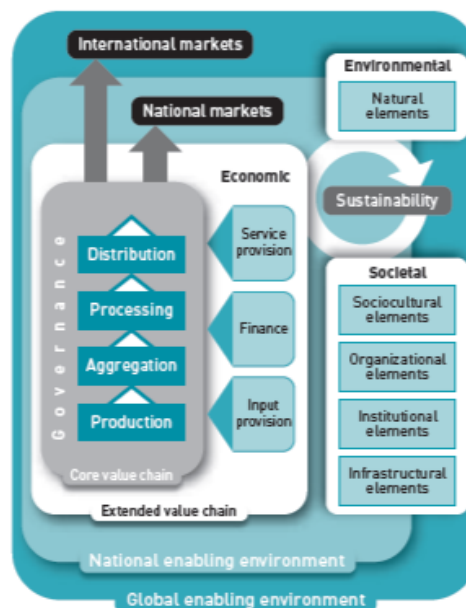 International markets
National markets
Environmental
Natural
elements
Sustainability
Economic
Governance
Distribution
Processing
Aggregation
Production
Service
provision
Finance
Input
provision
Societal
Sociocultural
elements
Organizational
elements
Institutional
elements
Infrastructural
elements
Core value chain
Extended value chain
National enabling environment
Global enabling environment